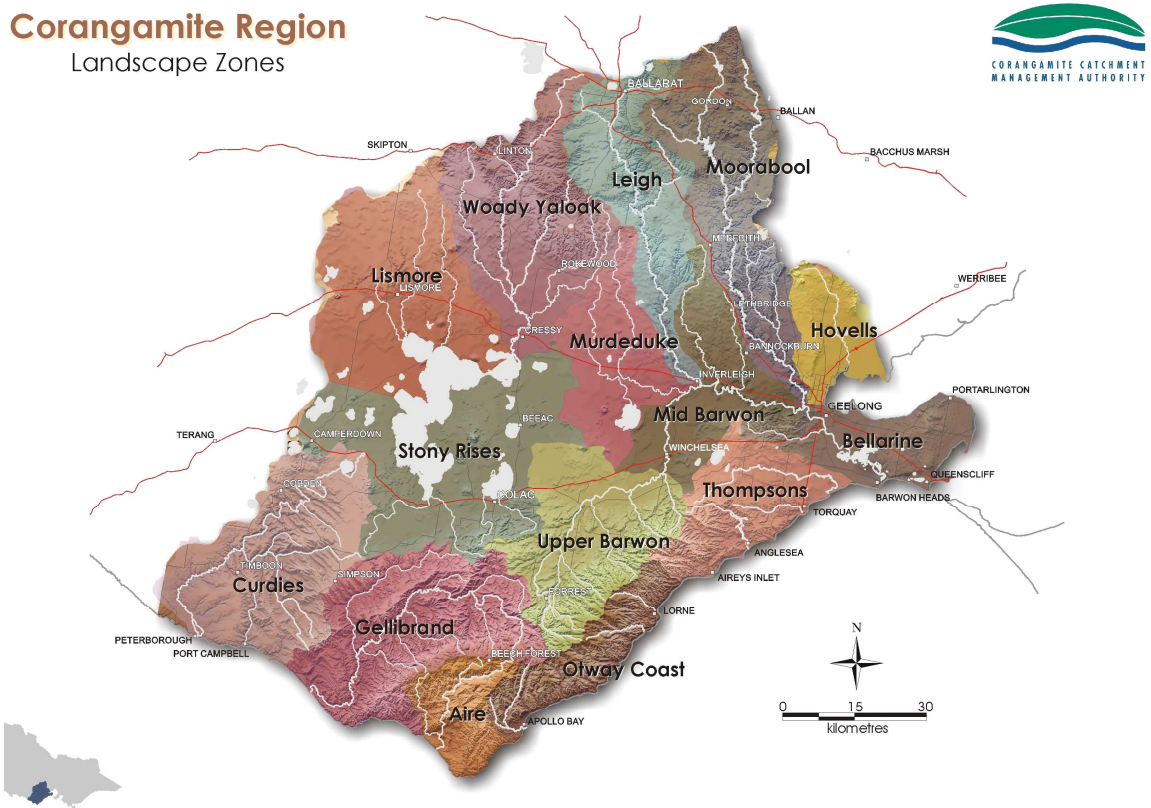 Corangamite Region
Landscape Zones
CORANGAMITE CATCHMENT
MANAGEMENT AUTHORITY
BALLARAT
GORDON
BALLAN
SKIPTON
LINTON
BACCHUS MARSH
Moorabool
Leigh
Woady Yaloak
MEREDITH
ROKEWOOD
Lismore
LISMORE
WERRIBEE
LETHBRIDGE
Hovells
CRESSY
Murdeduke
BANNOCKBURN
INVERLEIGH
PORTARLINGTON
GEELONG
Mid Barwon
BEEAC
TERANG
CAMPERDOWN
Bellarine
Stony Rises
WINCHELSEA
QUEENSCLIFF
COBDEN
COLAC
Thompsons
BARWON HEADS
TORQUAY
Upper Barwon
ANGLESEA
TIMBOON
SIMPSON
AIREYS INLET
Curdies
FORREST
LORNE
Gellibrand
PETERBOROUGH
PORT CAMPBELL
BEECH FOREST
Otway Coast
Aire
APOLLO BAY
N
0 15 30
kilometres